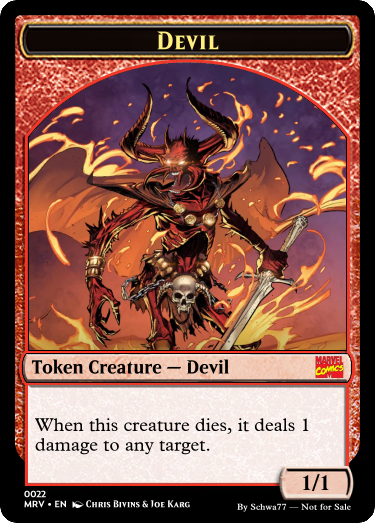 Devil
Token Creature — Devil
MARVEL
COMICS
When this creature dies, it deals 1
damage to any target.
1/1
0022
MRV • EN Chris Bivins & Joe Karg
By Schwa77 — Not for Sale